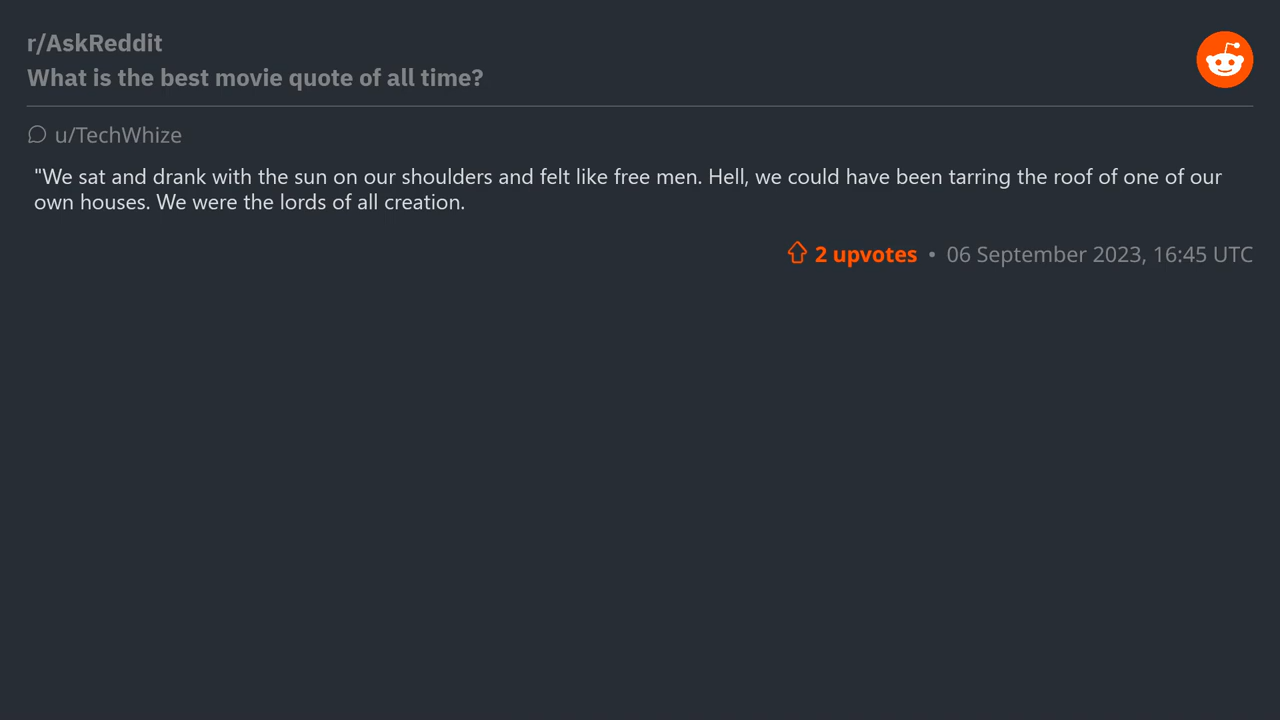 r/AskReddit
What is the best movie quote of all time?
u/TechWhize
"We sat and drank with the sun on our shoulders and felt like free men. Hell, we could have been tarring the roof of one of our
own houses. We were the lords of all creation.
2 upvotes • 06 September 2023, 16:45 UTC